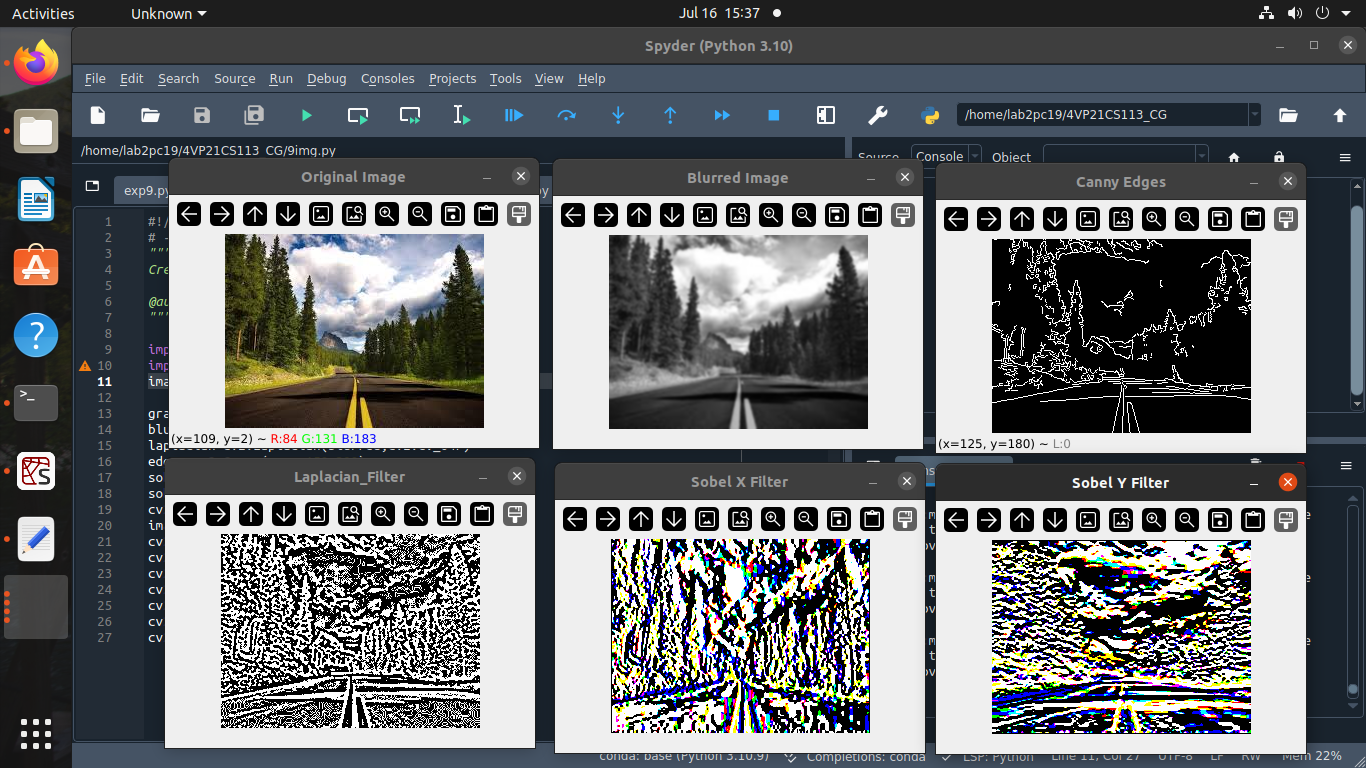 Activities
Unknown
Jul 16 15:37
Spyder (Python 3.10)
File Edit Search Source Run Debug Consoles Projects Tools View Help
/home/lab2pc19/4VP21CS113_CG
/home/lab2pc19/4VP21CS113_CG/9img.py
Source Console Object
exp9.py
Original Image
Blurred Image
Canny Edges
1 #!/
2 # -
3 """
4 Cre
5
6 @au
7 """
8
9 imp
10 imp
11 ima
12
13 gra
14 blu
15
16 ed
17 so
18 so
19 cv
20 im
21 cv
22 cv
23 cv
24 cv
25 cv
26 cv
27 cv
(x=109, y=2) ~ R:84 G:131 B:183
(x=125, y=180) ~ L:0
Laplacian_Filter
Sobel X Filter
Sobel Y Filter
conda: base (Python 3.10.9)
Completions: conda
LSP: Python
Line 11, Col 27
UTF-8
LF
RW
Mem 22%